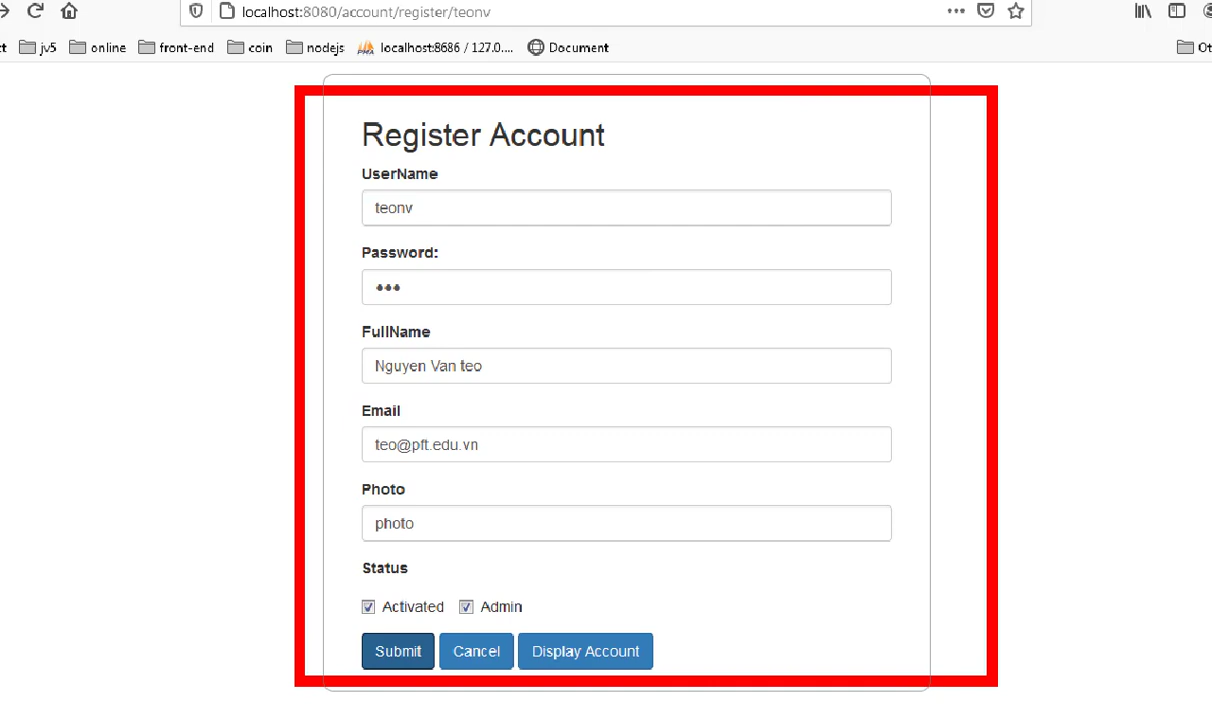 localhost:8080/account/register/teonv
jv5 online front-end coin nodejs localhost:8686 / 127.0.... Document
Register Account
UserName
teonv
Password:
FullName
Nguyen Van teo
Email
teo@pft.edu.vn
Photo
photo
Status
Activated Admin
Submit Cancel Display Account